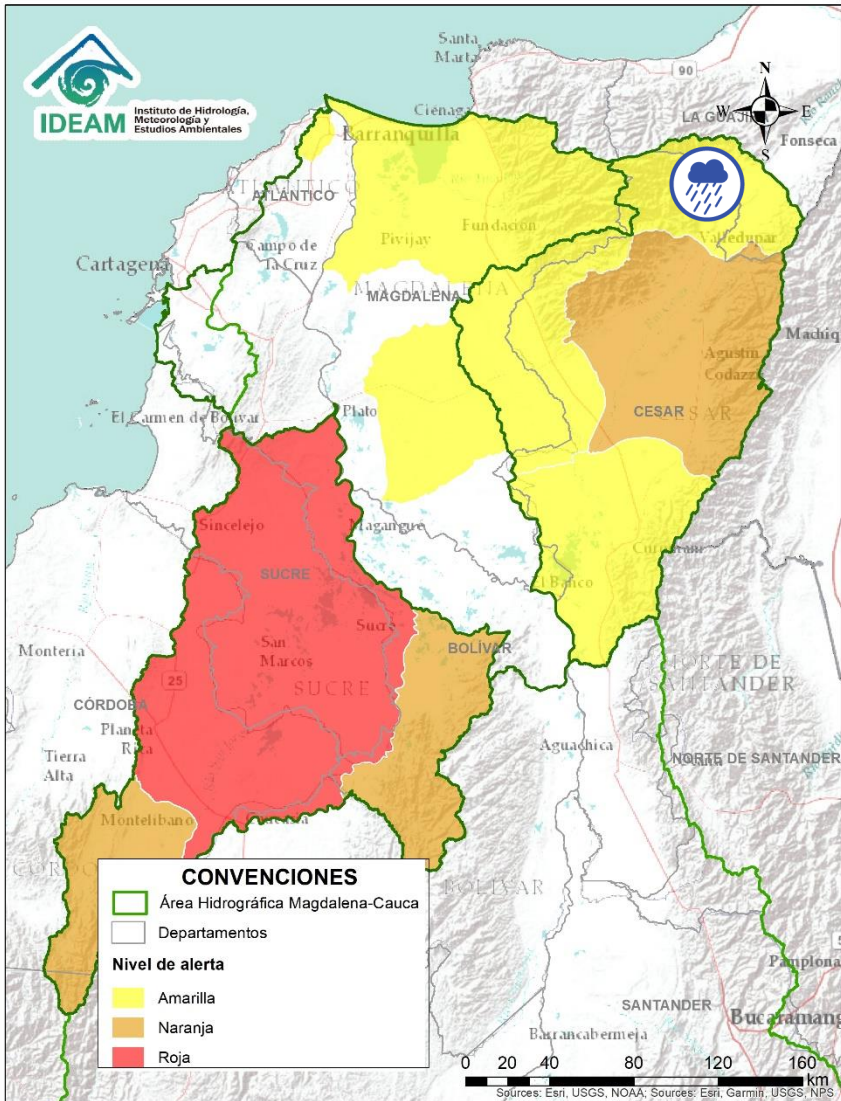 IDEAM
Instituto de Hidrología,
Meteorología y
Estudios Ambientales
Santa
Marta
90
N
W
E
S
LA GUAJI
Fonseca
Ciénaga
Barranquilla
ATLÁNTICO
Cartagena
Campo de
la Cruz
Pivijay
Fundación
Valledupar
MAGDALENA
MAGDALENA
Machiq
Agustín
Codazzi
CESAR
El Carmen de Bolívar
Plato
Sincelejo
Magangué
SUCRE
El Banco
Sucre
San
Marcos
BOLÍVAR
SUCRE
Montería
25
CÓRDOBA
Planeta
Rica
Tierra
Alta
NORTE DE
SANTANDER
NORTE DE SANTANDER
Aguachica
Montelíbano
BOLÍVAR
CONVENCIONES
Área Hidrográfica Magdalena-Cauca
Departamentos
Nivel de alerta
Amarilla
Naranja
Roja
Pamplona
SANTANDER
Bucaramang
Barrancabermeja
0 20 40 80 120 160
km
Sources: Esri, USGS, NOAA; Sources: Esri, Garmin, USGS, NPS